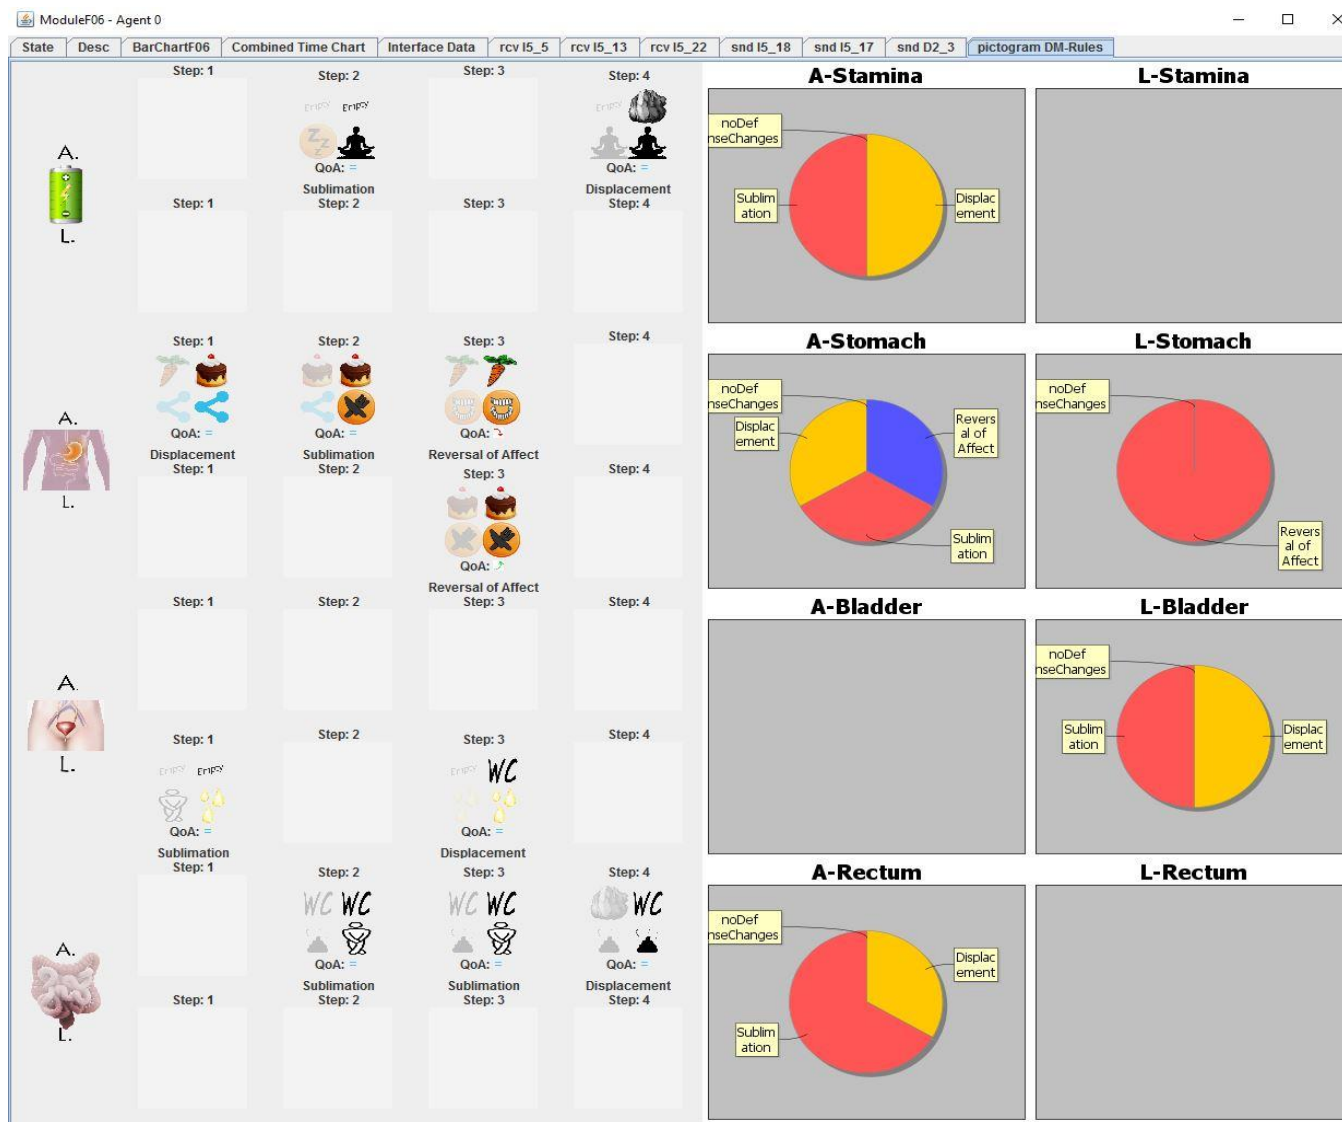 ModuleF06 - Agent 0
State Desc BarChartF06 Combined Time Chart Interface Data rcv I5_5 rcv I5_13 rcv I5_22 snd I5_18 snd I5_17 snd D2_3 pictogram DM-Rules
Step: 1 Step: 2 Step: 3 Step: 4
Empty Empty Empty
A.
QoA: = QoA: =
Sublimation Displacement
Step: 1 Step: 2 Step: 3 Step: 4
L.
Step: 1 Step: 2 Step: 3 Step: 4
A.
QoA: = QoA: = QoA:
Displacement Sublimation Reversal of Affect
Step: 1 Step: 2 Step: 3 Step: 4
L.
QoA:
Reversal of Affect
Step: 1 Step: 2 Step: 3 Step: 4
A.
Step: 1 Step: 2 Step: 3 Step: 4
L.
Empty Empty Empty WC
QoA: = QoA: =
Sublimation Displacement
Step: 1 Step: 2 Step: 3 Step: 4
WC WC WC WC WC
A.
QoA: = QoA: = QoA: =
Sublimation Sublimation Displacement
Step: 1 Step: 2 Step: 3 Step: 4
L.
A-Stamina
noDef
nseChanges
Sublim
ation
Displac
ement
L-Stamina
A-Stomach
noDef
nseChanges
Displac
ement
Revers
al of
Affect
Sublim
ation
L-Stomach
noDef
nseChanges
Revers
al of
Affect
A-Bladder
L-Bladder
noDef
nseChanges
Sublim
ation
Displac
ement
A-Rectum
noDef
nseChanges
Displac
ement
Sublim
ation
L-Rectum